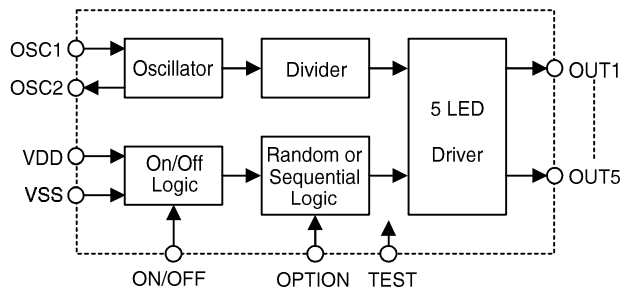 OSC1
Oscillator
Divider
5 LED
Driver
OUT1
OSC2
VDD
On/Off
Logic
Random or
Sequential
Logic
VSS
OUT5
ON/OFF
OPTION
TEST